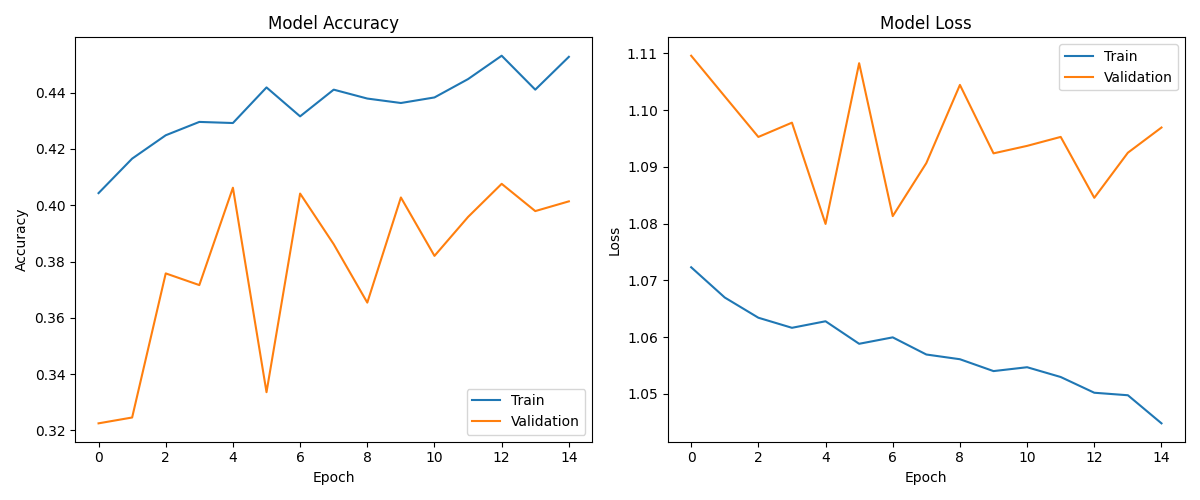 Model Accuracy
0.44
0.42
0.40
0.38
0.36
0.34
0.32
Accuracy
0 2 4 6 8 10 12 14
Epoch
Train
Validation
Model Loss
1.11
1.10
1.09
1.08
1.07
1.06
1.05
Loss
0 2 4 6 8 10 12 14
Epoch
Train
Validation